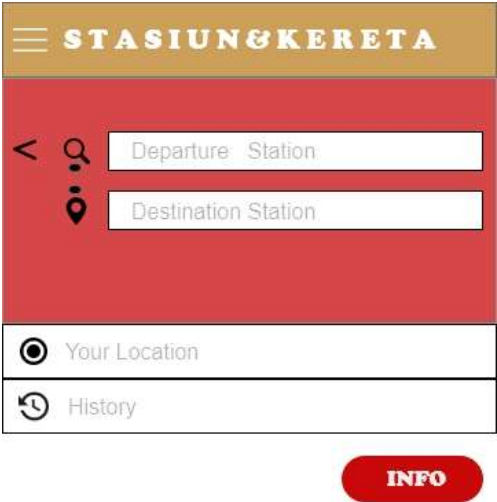 STASIUN&KERETA
<
Departure Station
Destination Station
Your Location
History
INFO